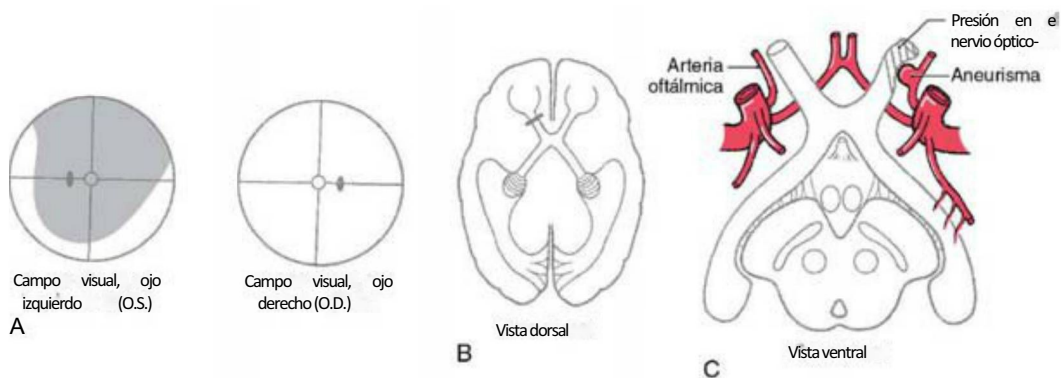 Campo visual, ojo
izquierdo (O.S.)
A
Campo visual, ojo
derecho (O.D.)
Vista dorsal
B
Arteria
oftálmica
Presión en e
nervio óptico-
Aneurisma
Vista ventral
C